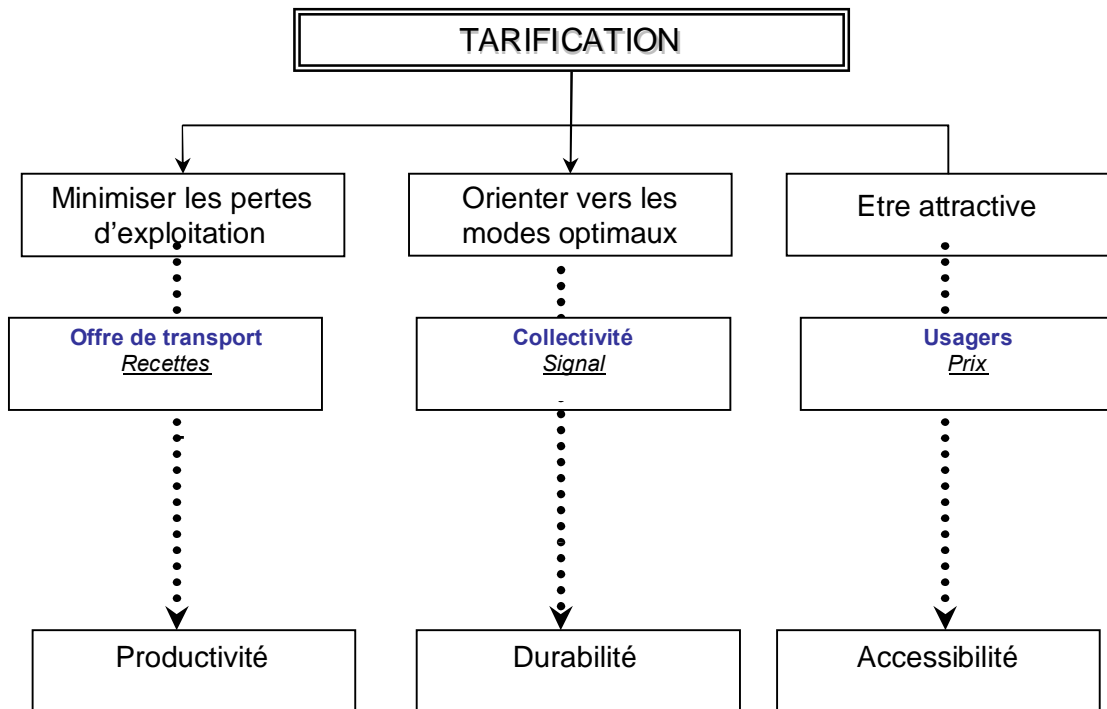 TARIFICATION
Minimiser les pertes
d’exploitation
Orienter vers les
modes optimaux
Etre attractive
Offre de transport
Recettes
Collectivité
Signal
Usagers
Prix
Productivité
Durabilité
Accessibilité